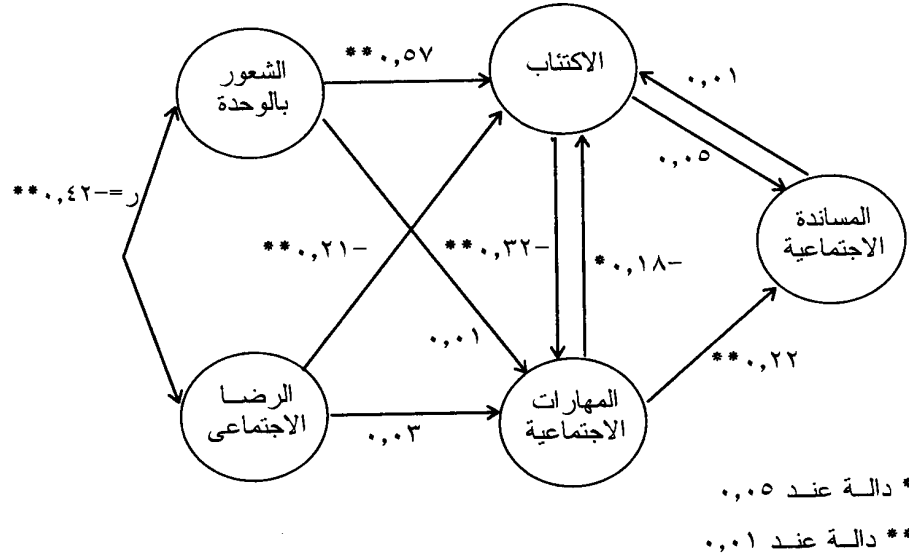 الشعور
بالوحدة
**٠,٥٧
الاكتئاب
٠,٠١
٠,٠٥
ر=-٠,٤٢**
المساندة
الاجتماعية
-٠,٢١**
-٠,٣٢**
-٠,١٨*
٠,٠١
٠,٢٢**
الرضا
الاجتماعى
٠,٠٣
المهارات
الاجتماعية
* دالة عند ٠,٠٥
** دالة عند ٠,٠١